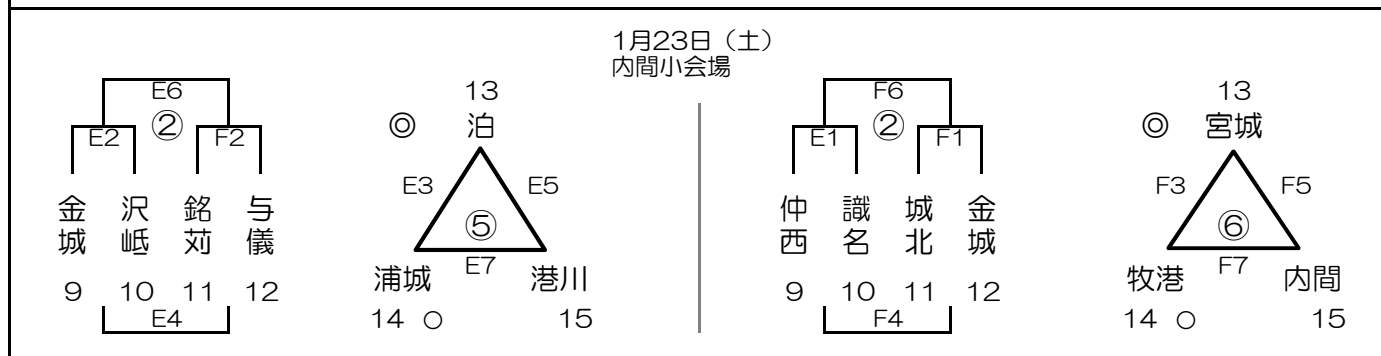 1月23日（土）
内間小会場
E6
②
E2
F2
金城
沢岻
銘苅
与儀
9
10
11
12
E4
13
◎ 泊
E3
E5
⑤
E7
浦城
港川
14 ○
15
F6
②
E1
F1
仲西
識名
城北
金城
9
10
11
12
F4
13
◎ 宮城
F3
F5
⑥
F7
牧港
内間
14 ○
15